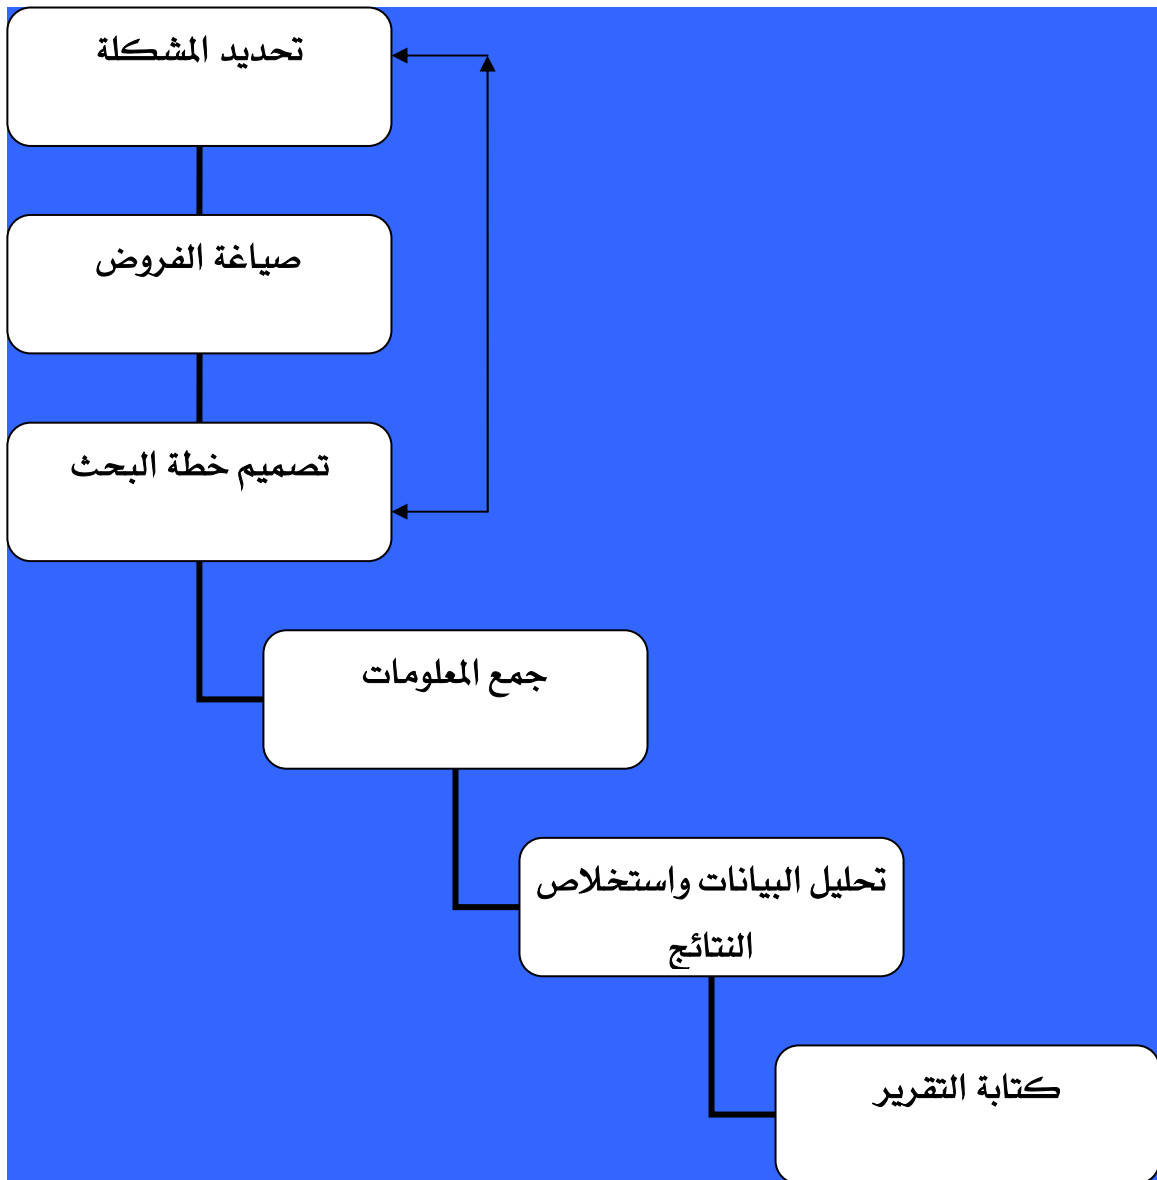 تحديد المشكلة
صياغة الفروض
تصميم خطة البحث
جمع المعلومات
تحليل البيانات واستخلاص
النتائج
كتابة التقرير